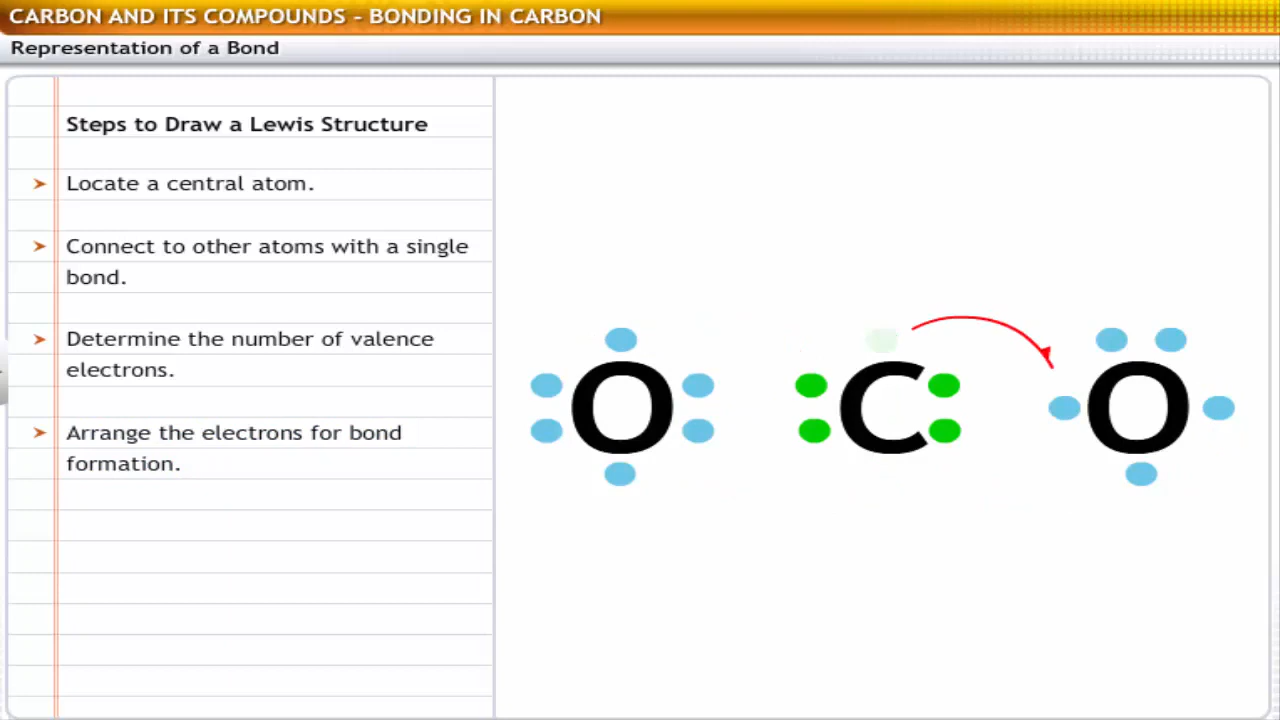 CARBON AND ITS COMPOUNDS - BONDING IN CARBON
Representation of a Bond
Steps to Draw a Lewis Structure
➤ Locate a central atom.
➤ Connect to other atoms with a single
bond.
➤ Determine the number of valence
electrons.
➤ Arrange the electrons for bond
formation.
O C O